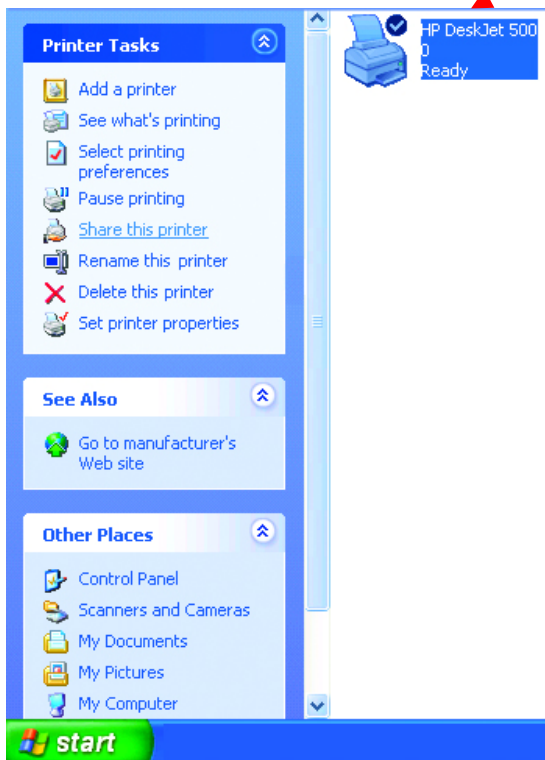 Printer Tasks
Add a printer
See what's printing
Select printing
preferences
Pause printing
Share this printer
Rename this printer
Delete this printer
Set printer properties
See Also
Go to manufacturer's
Web site
Other Places
Control Panel
Scanners and Cameras
My Documents
My Pictures
My Computer
HP DeskJet 500
0
Ready
start